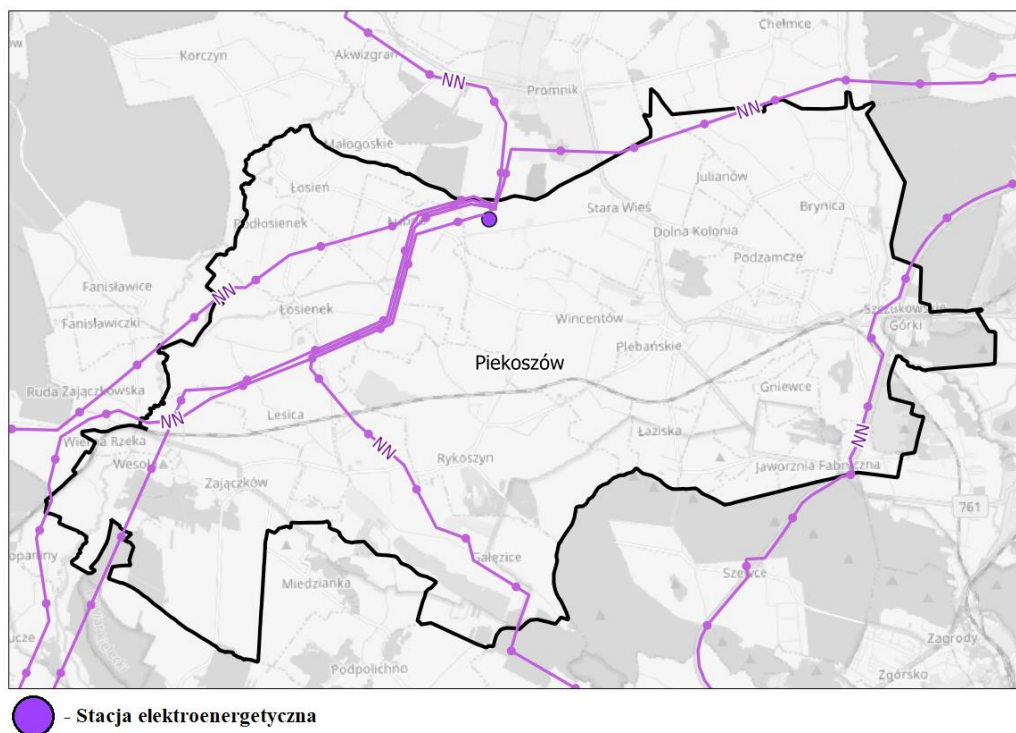 Chełmce
Korczyn
Akwizgran
NN
Promnik
NN
Małogoskie
Julianów
Łosień
Brynica
Stara Wieś
Podłosienek
Dolna Kolonia
Podzamcze
Fanisławice
NN
Łosienek
Szczukowskie
Górki
Fanisławiczki
Wincentów
Plebańskie
Piekoszów
Gniewce
Ruda Zajączkowska
Lesica
NN
Łaziska
NN
Wierna Rzeka
NN
Rykoszyn
Wesoła
Jaworznia Fabryczna
Zajączków
761
Gałęzice
Miedzianka
Szewce
Zagrody
Podpolichno
Zgórsko
- Stacja elektroenergetyczna